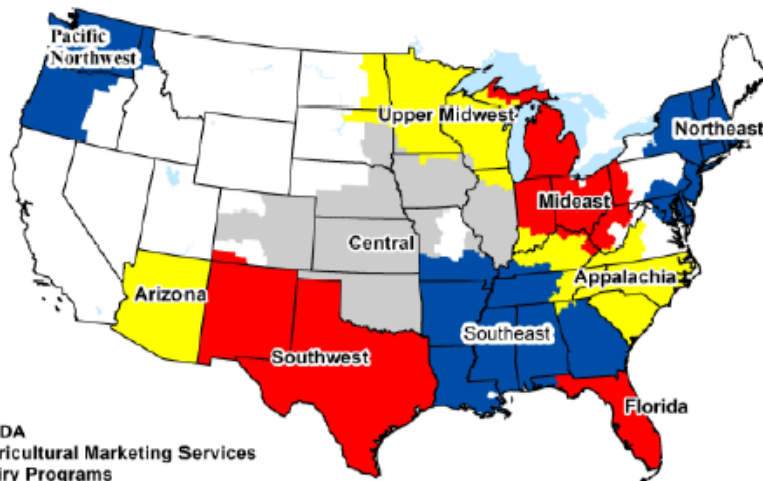 Pacific
Northwest
Upper Midwest
Northeast
Mideast
Central
Appalachia
Arizona
Southeast
Southwest
Florida
DA
ricultural Marketing Services
iry Programs